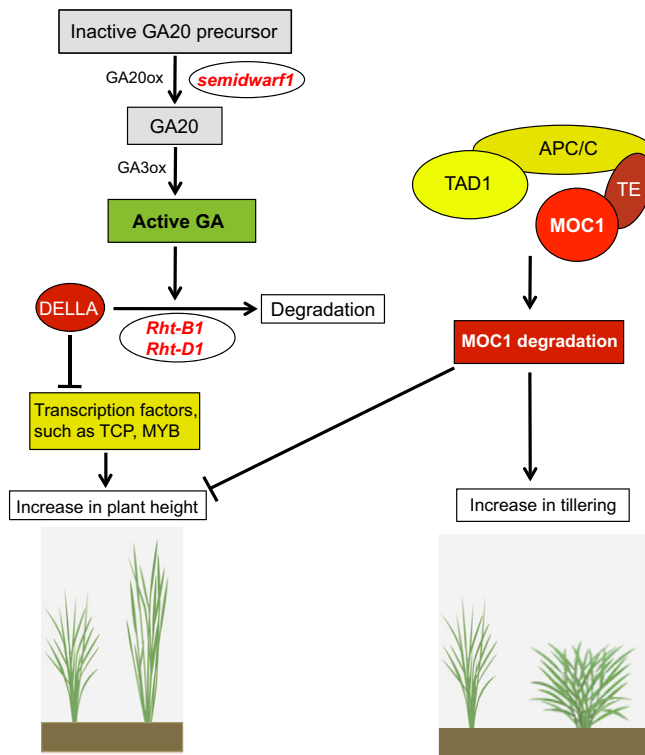 Inactive GA20 precursor
GA20ox
semidwarf1
GA20
GA3ox
Active GA
DELLA
Rht-B1
Rht-D1
Degradation
Transcription factors,
such as TCP, MYB
Increase in plant height
APC/C
TAD1
TE
MOC1
MOC1 degradation
Increase in tillering